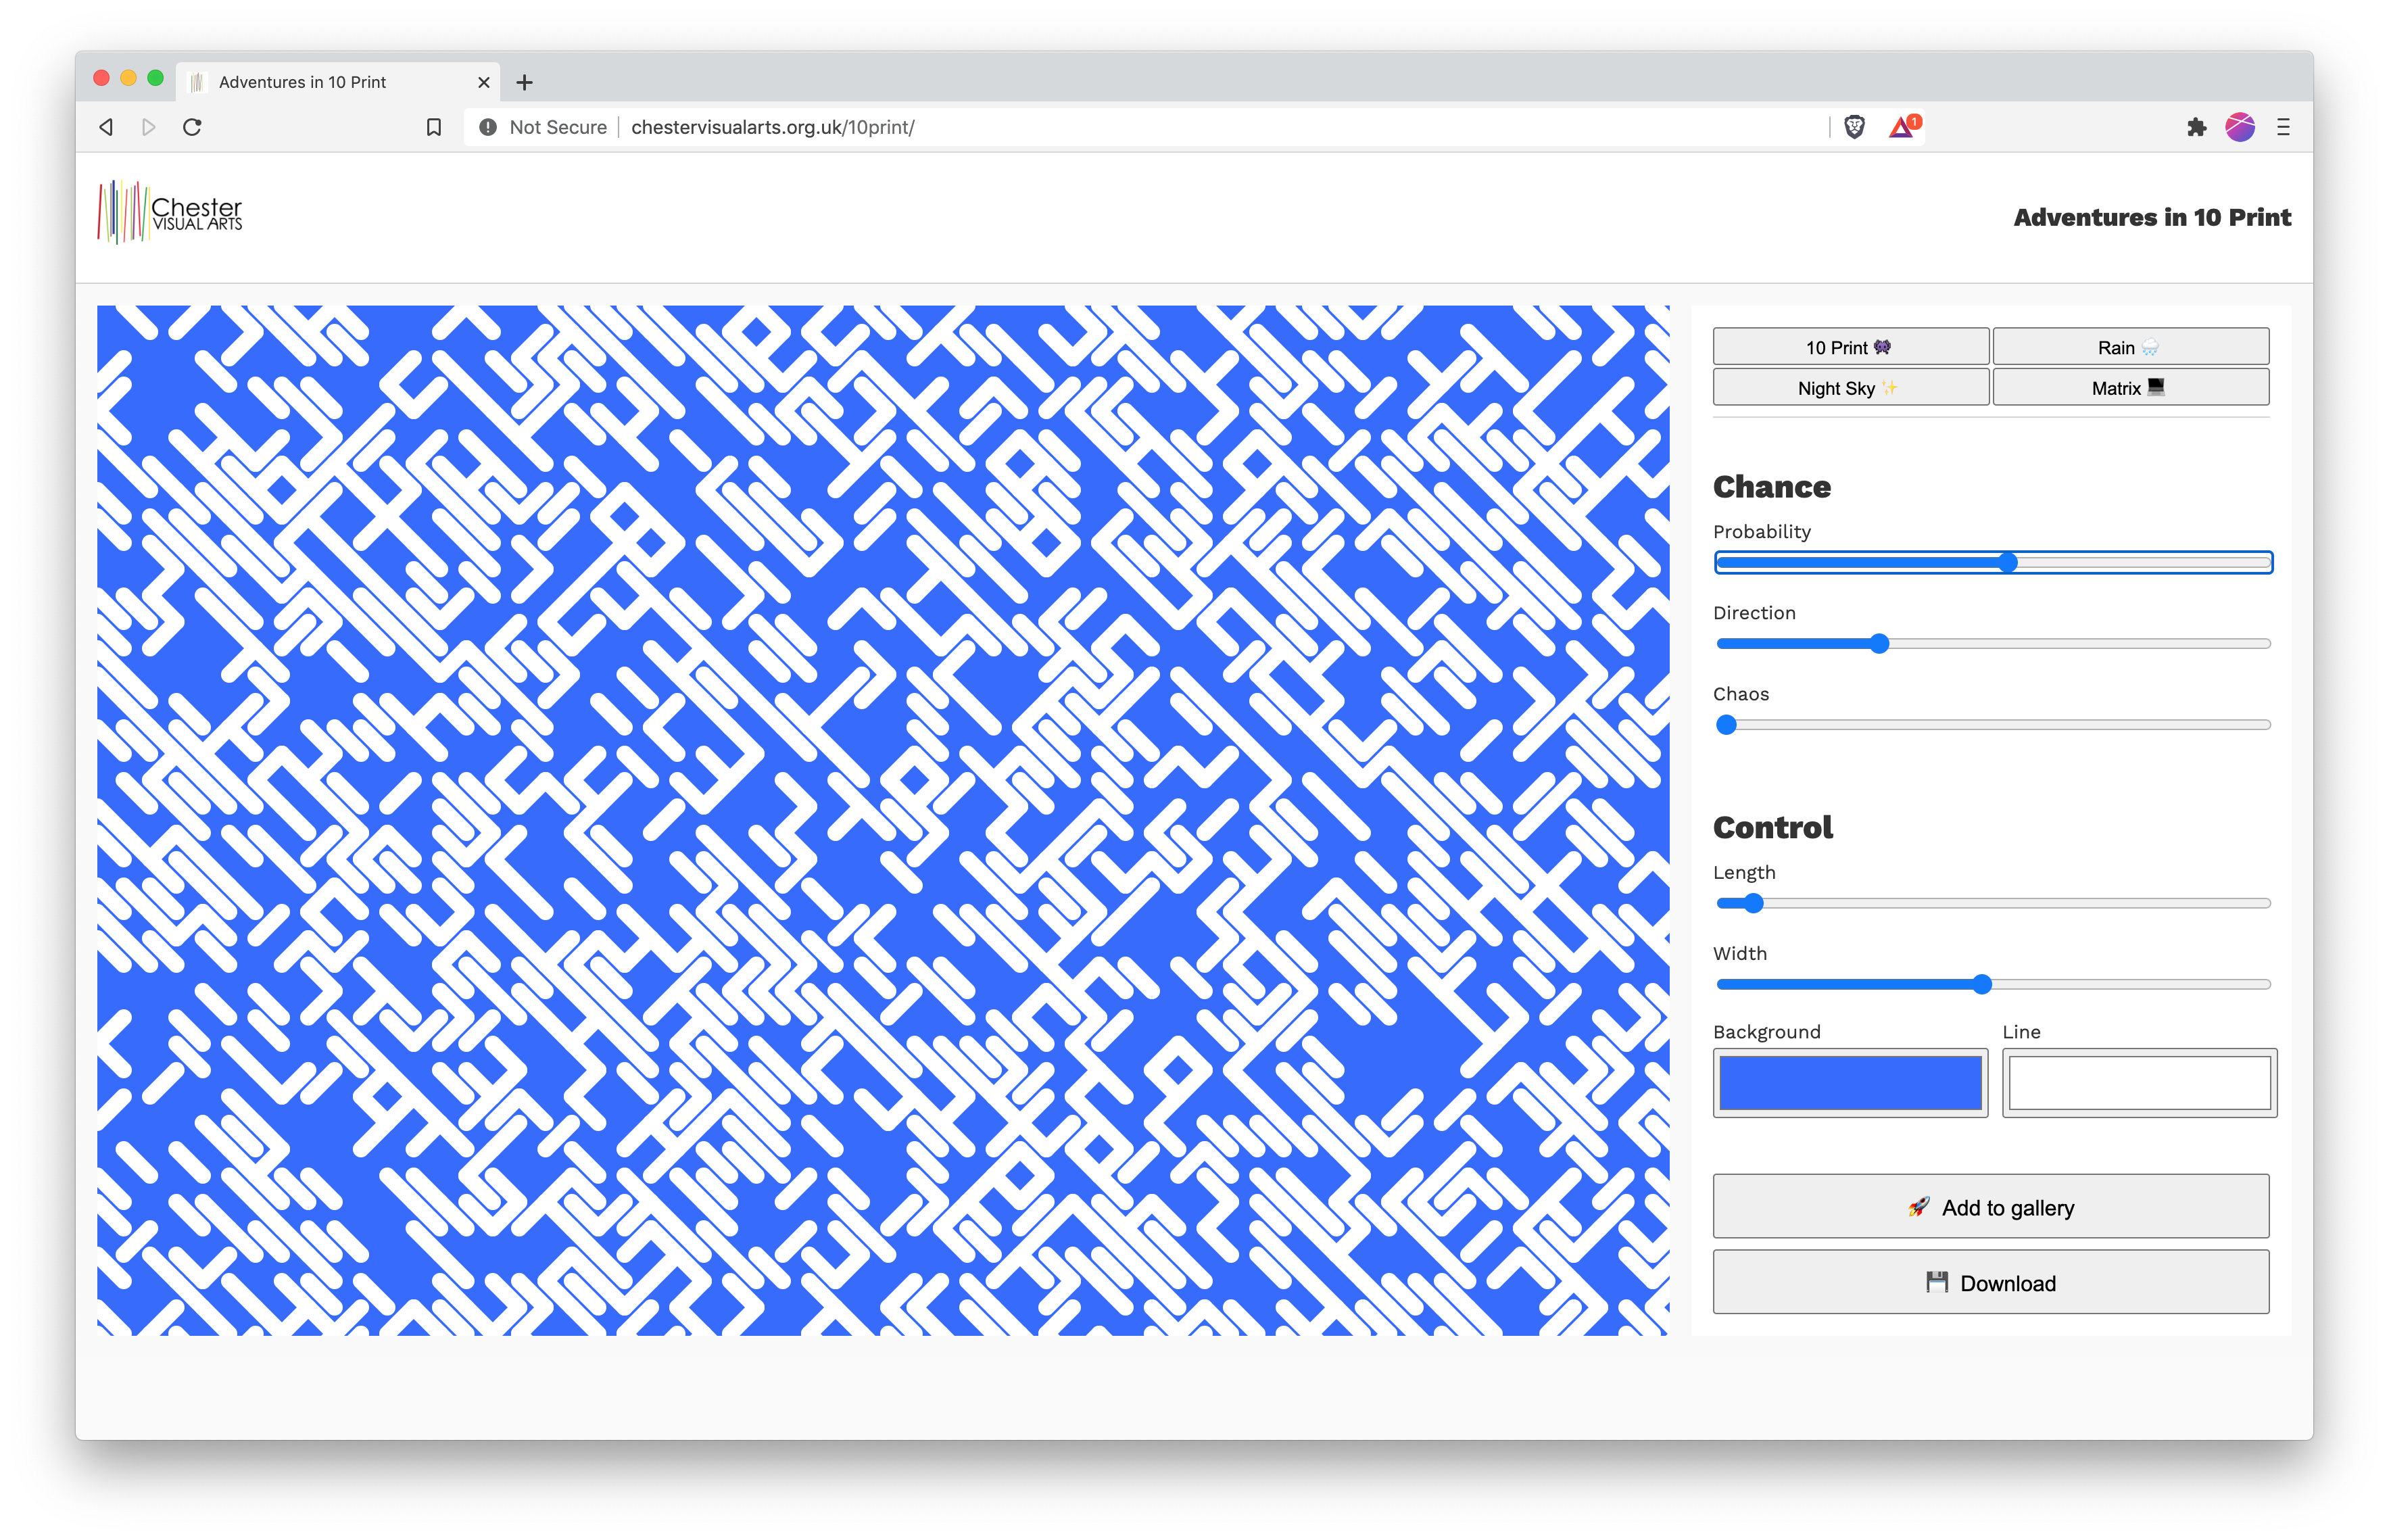 Adventures in 10 Print
Not Secure chestervisualarts.org.uk/10print/
1
Chester
VISUAL ARTS
Adventures in 10 Print
10 Print 👾 Rain 🌧️
Night Sky ✨ Matrix 💻
Chance
Probability
Direction
Chaos
Control
Length
Width
Background Line
🚀 Add to gallery
💾 Download